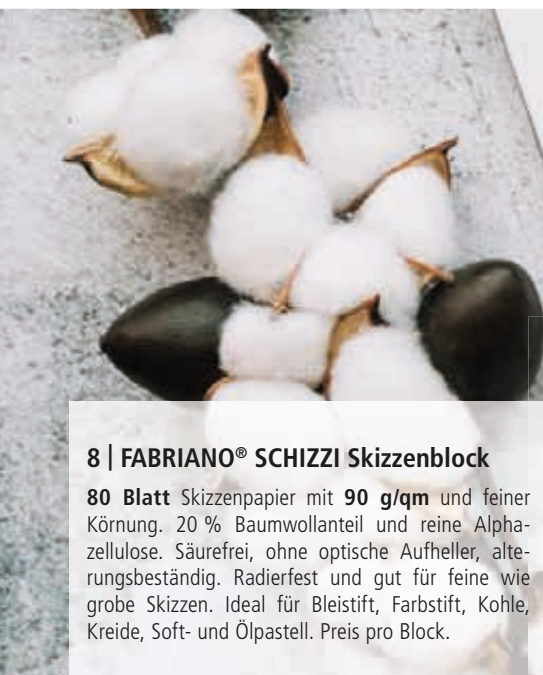 8 | FABRIANO® SCHIZZI Skizzenblock
80 Blatt Skizzenpapier mit 90 g/qm und feiner
Körnung. 20 % Baumwollanteil und reine Alpha-
zellulose. Säurefrei, ohne optische Aufheller, alte-
rungsbeständig. Radierfest und gut für feine wie
grobe Skizzen. Ideal für Bleistift, Farbstift, Kohle,
Kreide, Soft- und Ölpastell. Preis pro Block.